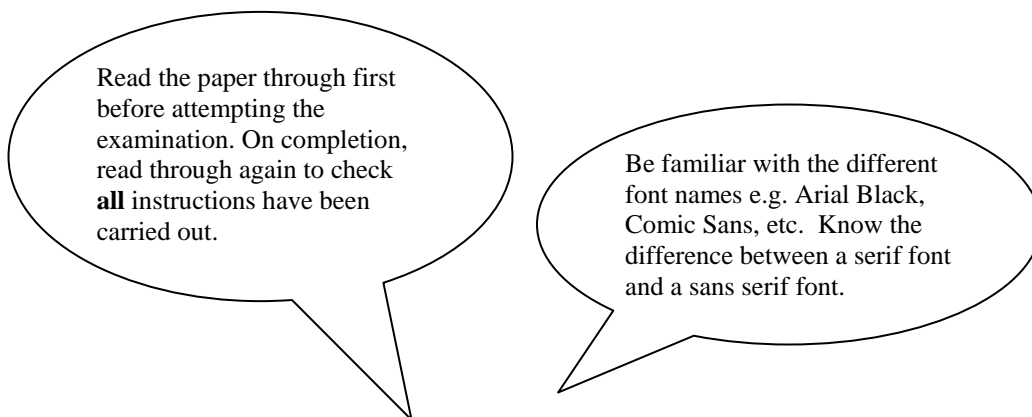 Read the paper through first
before attempting the
examination. On completion,
read through again to check
all instructions have been
carried out.
Be familiar with the different
font names e.g. Arial Black,
Comic Sans, etc.  Know the
difference between a serif font
and a sans serif font.